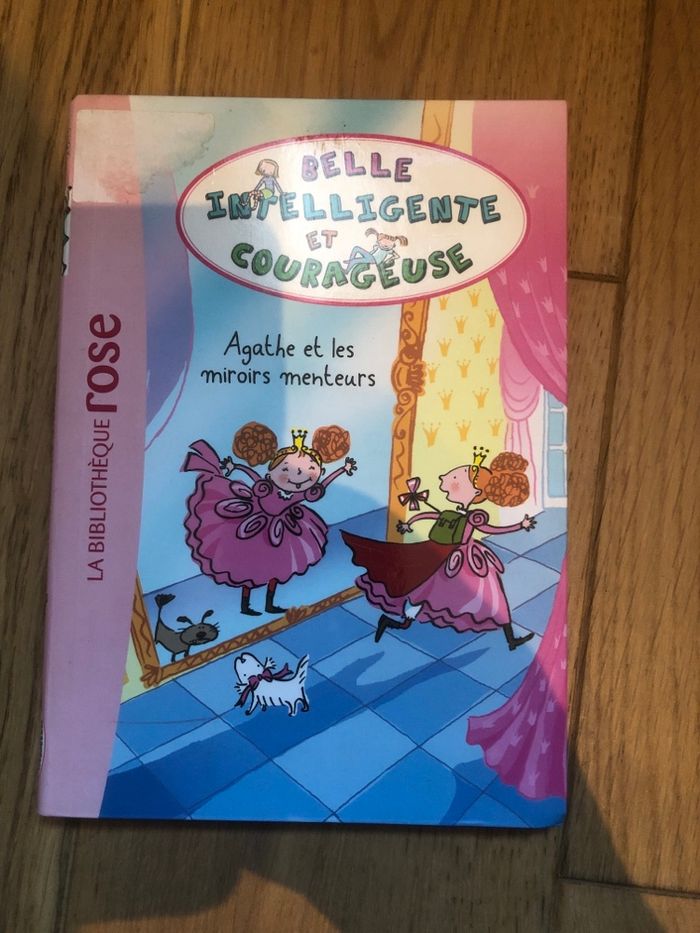 BELLE
INTELLIGENTE
ET
COURAGEUSE
Agathe et les
miroirs menteurs
LA BIBLIOTHÈQUE rose